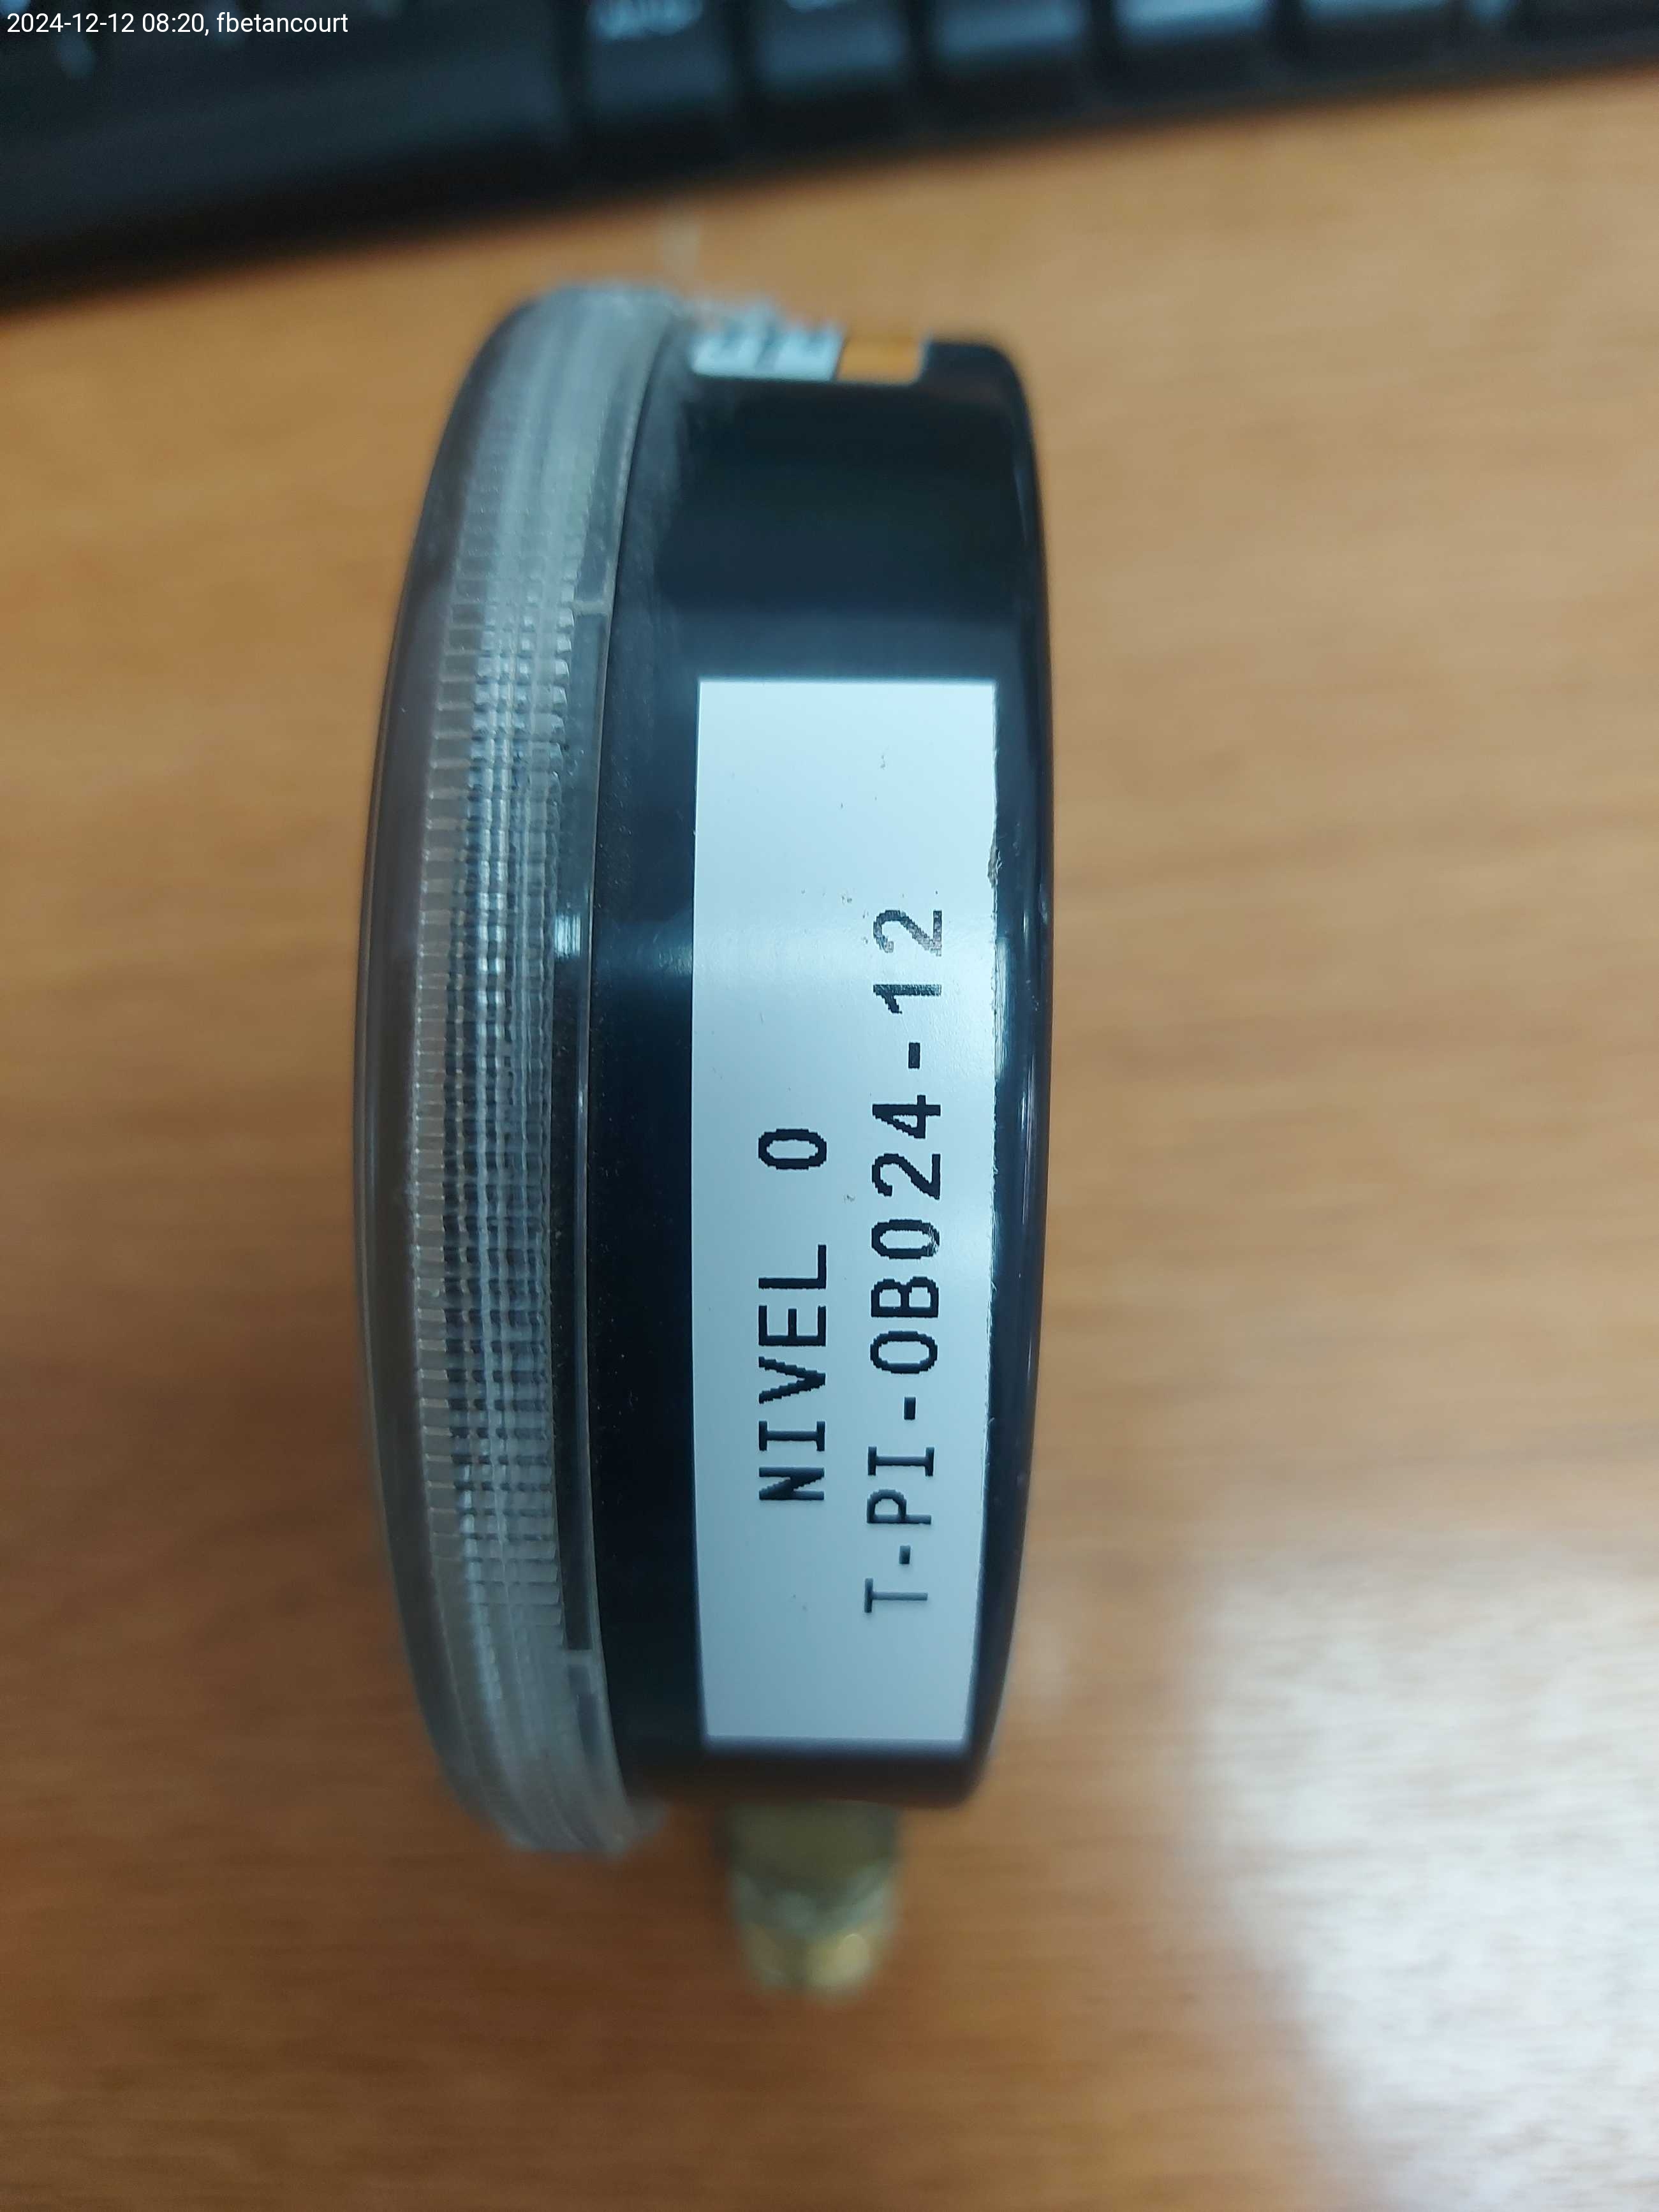 2024-12-12 08:20, fbetancourt
NIVEL 0
T-PI-0B024-12